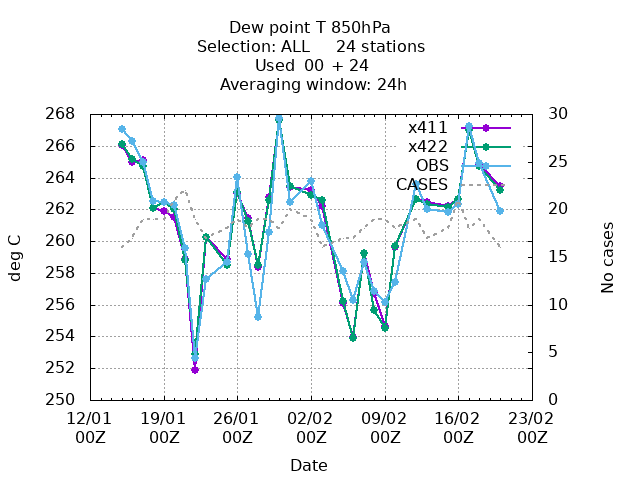 Dew point T 850hPa
Selection: ALL 24 stations
Used 00 + 24
Averaging window: 24h
268 30
x411
x422
OBS
CASES
266
264
262
260
258
256
254
252
250
25
20
15
10
5
0
deg C
No cases
12/01 19/01 26/01 02/02 09/02 16/02 23/02
00Z 00Z 00Z 00Z 00Z 00Z 00Z
Date